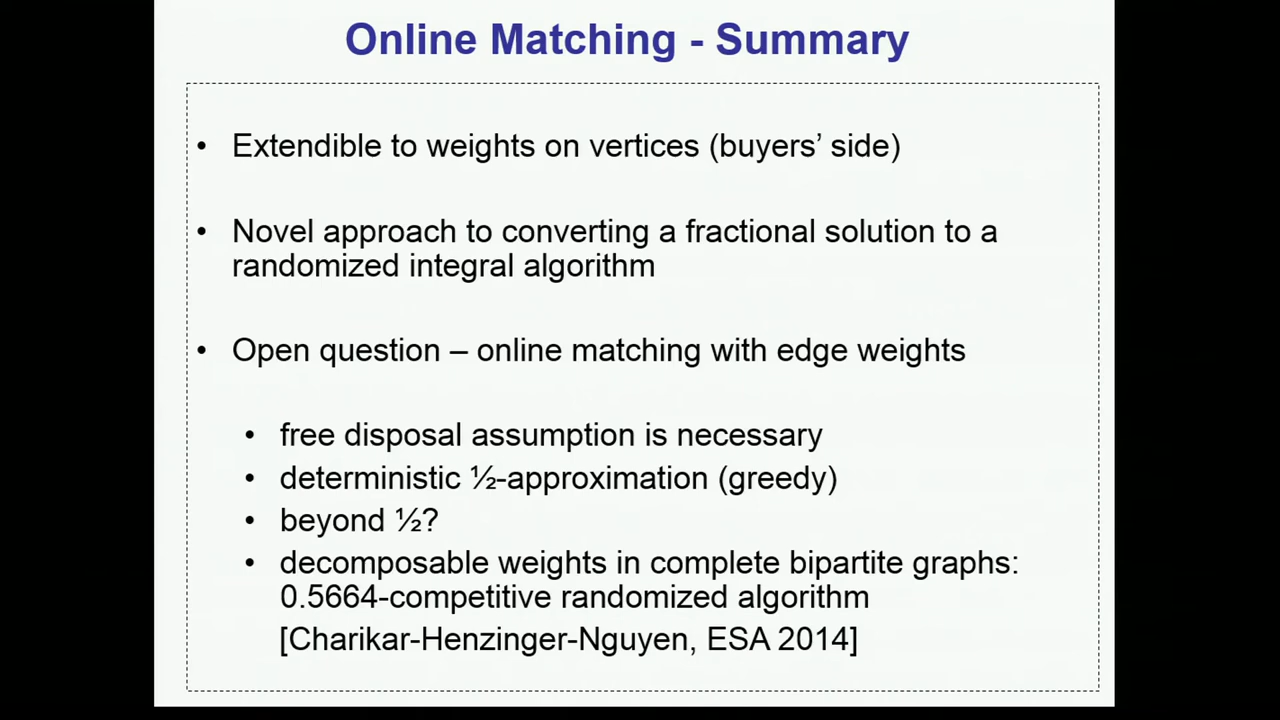 Online Matching - Summary
• Extendible to weights on vertices (buyers’ side)
• Novel approach to converting a fractional solution to a
randomized integral algorithm
• Open question – online matching with edge weights
• free disposal assumption is necessary
• deterministic ½-approximation (greedy)
• beyond ½?
• decomposable weights in complete bipartite graphs:
0.5664-competitive randomized algorithm
[Charikar-Henzinger-Nguyen, ESA 2014]